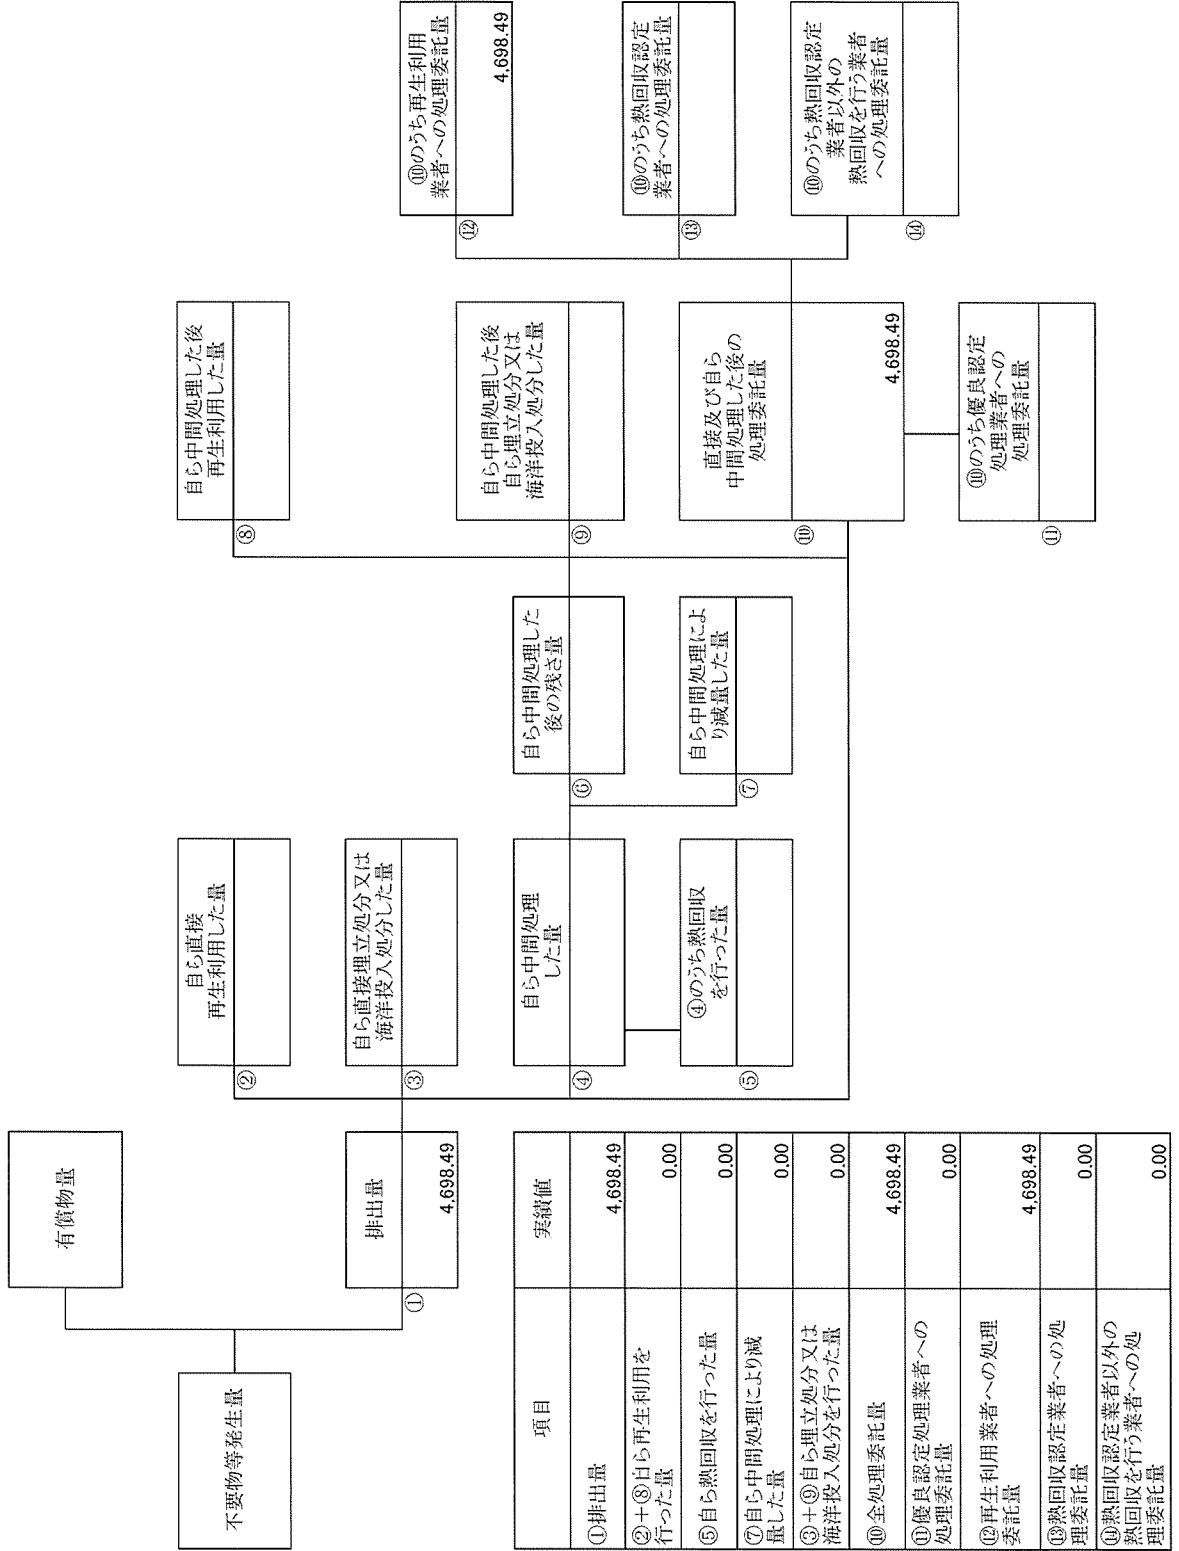 不要物等発生量
有償物量
排出量
①
4,698.49
自ら直接
再生利用した量
②
自ら直接埋立処分又は
海洋投入処分した量
③
自ら中間処理
した量
④
④のうち熱回収
を行った量
⑤
自ら中間処理した
後の残さ量
⑥
自ら中間処理によ
り減量した量
⑦
自ら中間処理した後
再生利用した量
⑧
自ら中間処理した後
自ら埋立処分又は
海洋投入処分した量
⑨
直接及び自ら
中間処理した後の
処理委託量
⑩
4,698.49
⑩のうち優良認定
処理業者への
処理委託量
⑪
⑩のうち再生利用
業者への処理委託量
⑫
4,698.49
⑩のうち熱回収認定
業者への処理委託量
⑬
⑩のうち熱回収認定
業者以外の
熱回収を行う業者
への処理委託量
⑭
項目 実績値
①排出量 4,698.49
②+⑧自ら再生利用を
行った量 0.00
⑤自ら熱回収を行った量 0.00
⑦自ら中間処理により減
量した量 0.00
③+⑨自ら埋立処分又は
海洋投入処分を行った量 0.00
⑩全処理委託量 4,698.49
⑪優良認定処理業者への
処理委託量 0.00
⑫再生利用業者への処理
委託量 4,698.49
⑬熱回収認定業者への処
理委託量 0.00
⑭熱回収認定業者以外の
熱回収を行う業者への処
理委託量 0.00